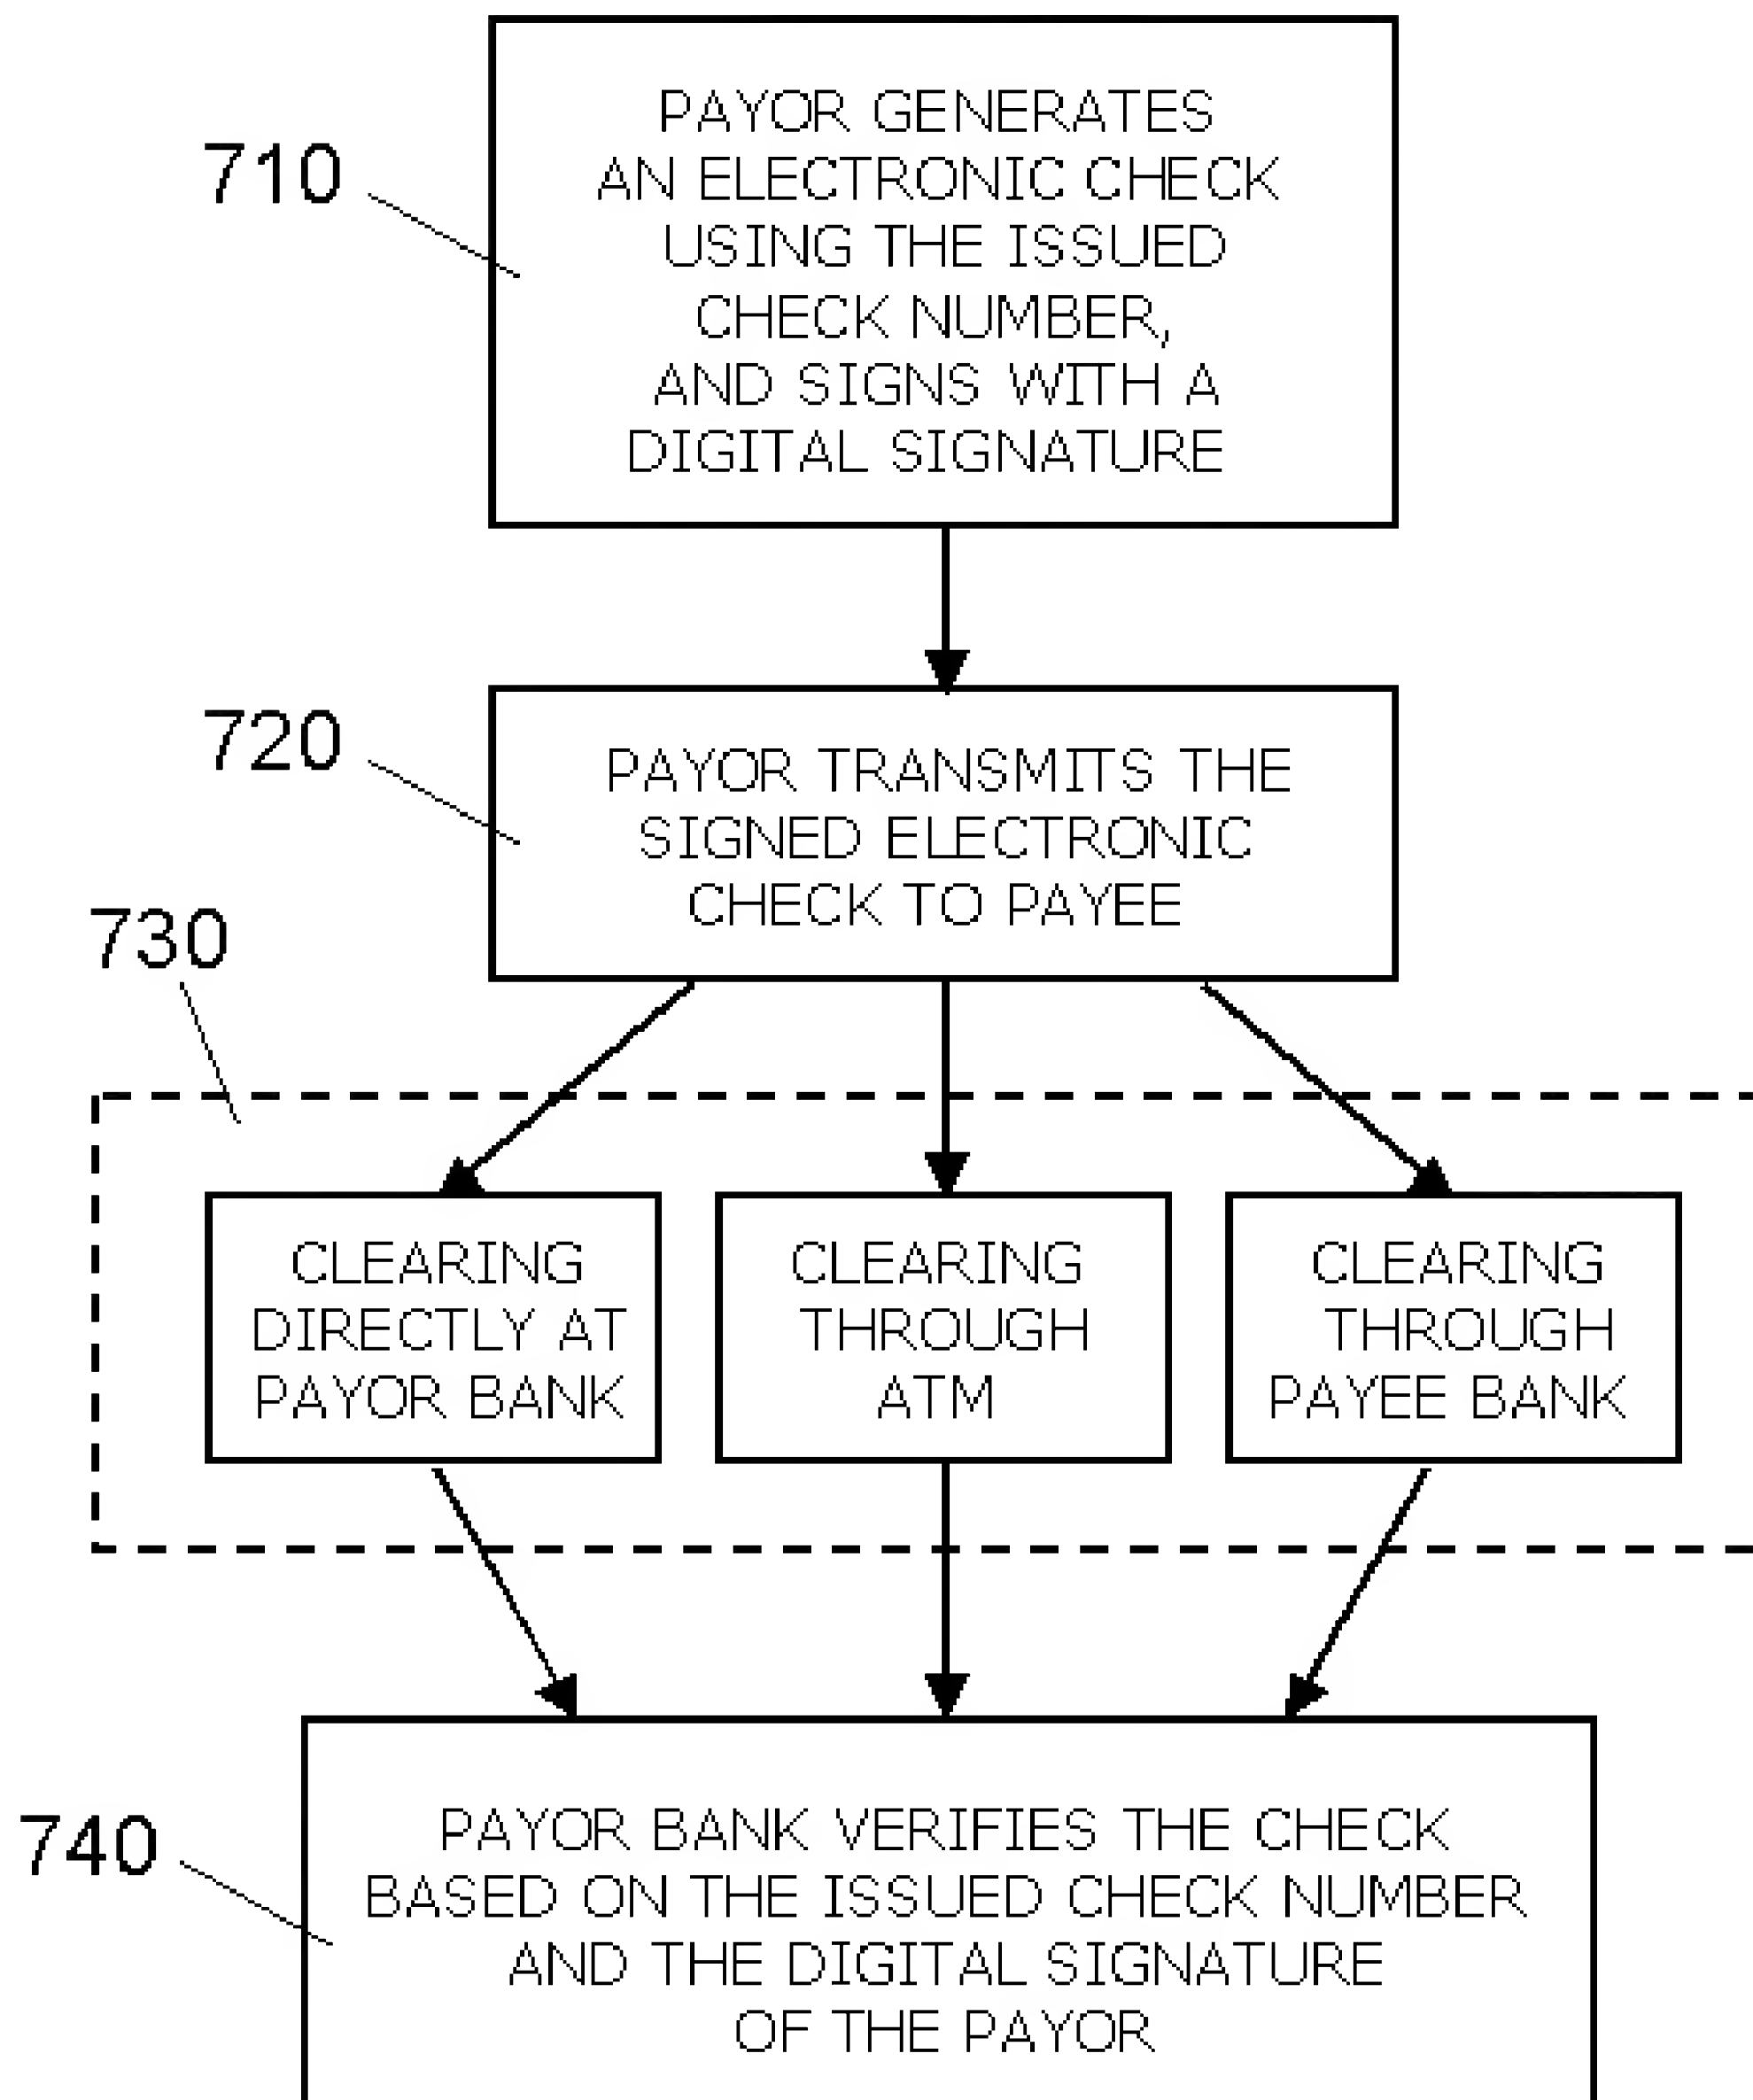 710
PAYOR GENERATES
AN ELECTRONIC CHECK
USING THE ISSUED
CHECK NUMBER,
AND SIGNS WITH A
DIGITAL SIGNATURE
720
PAYOR TRANSMITS THE
SIGNED ELECTRONIC
CHECK TO PAYEE
730
CLEARING
DIRECTLY AT
PAYOR BANK
CLEARING
THROUGH
ATM
CLEARING
THROUGH
PAYEE BANK
740
PAYOR BANK VERIFIES THE CHECK
BASED ON THE ISSUED CHECK NUMBER
AND THE DIGITAL SIGNATURE
OF THE PAYOR